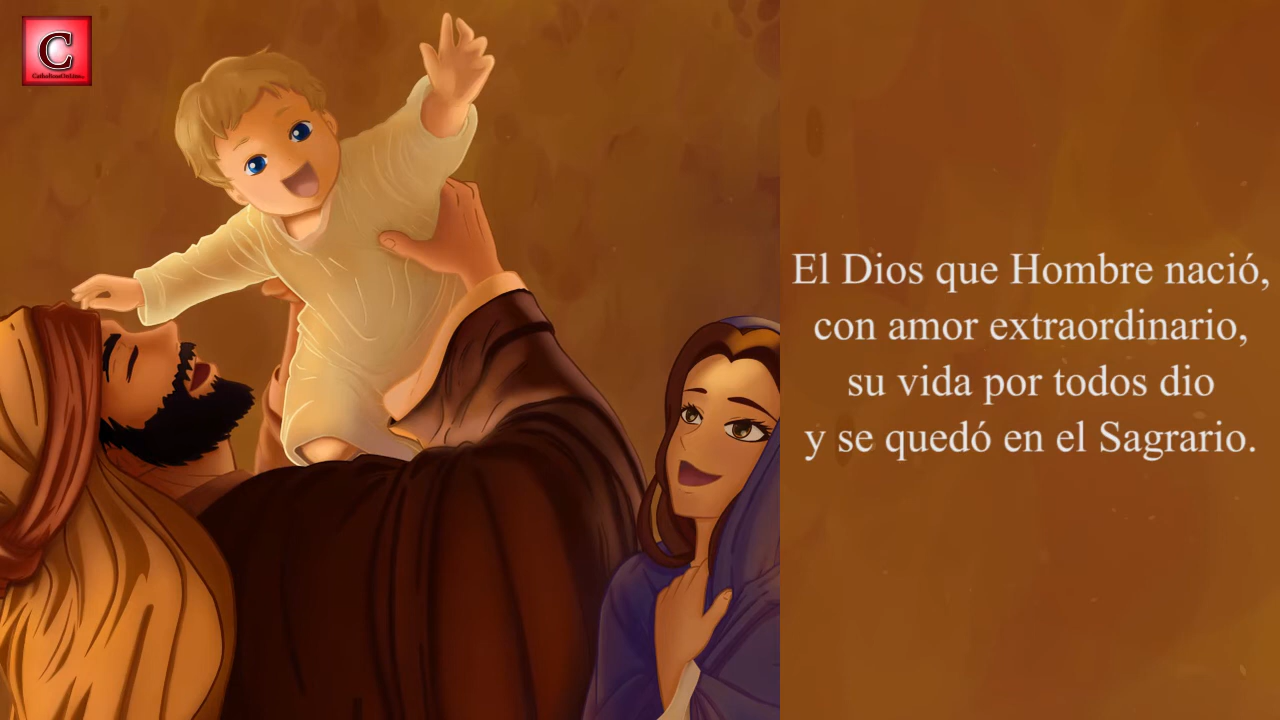 C
El Dios que Hombre nació,
con amor extraordinario,
su vida por todos dio
y se quedó en el Sagrario.